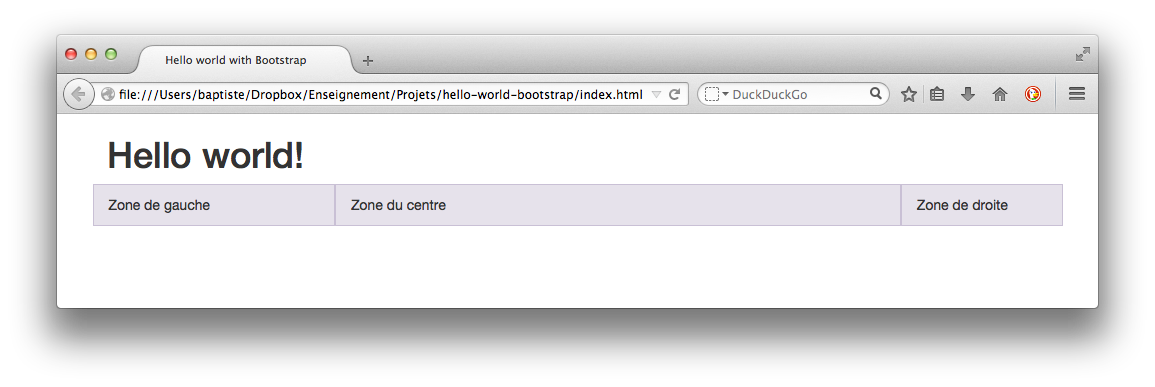 Hello world with Bootstrap
file:///Users/baptiste/Dropbox/Enseignement/Projets/hello-world-bootstrap/index.html
DuckDuckGo
Hello world!
Zone de gauche
Zone du centre
Zone de droite